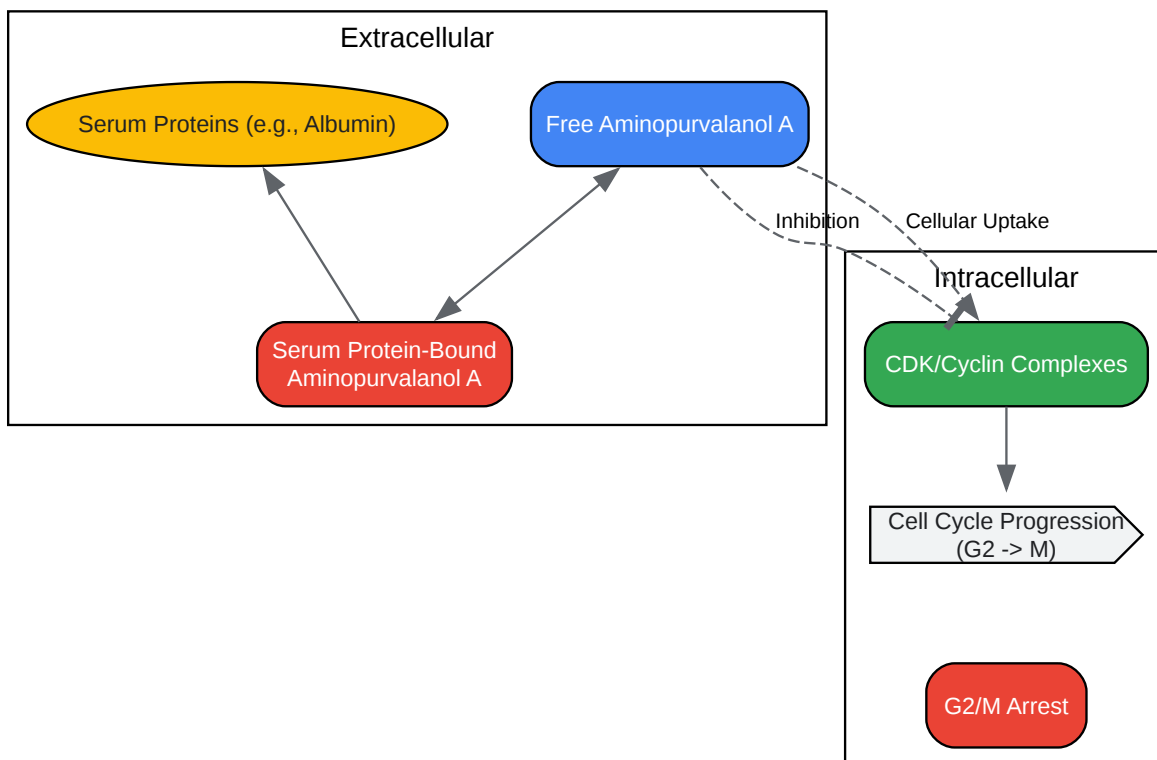 Extracellular
Serum Proteins (e.g., Albumin)
Free Aminopurvalanol A
Inhibition
Cellular Uptake
Serum Protein-Bound
Aminopurvalanol A
Intracellular
CDK/Cyclin Complexes
Cell Cycle Progression
(G2 -> M)
G2/M Arrest